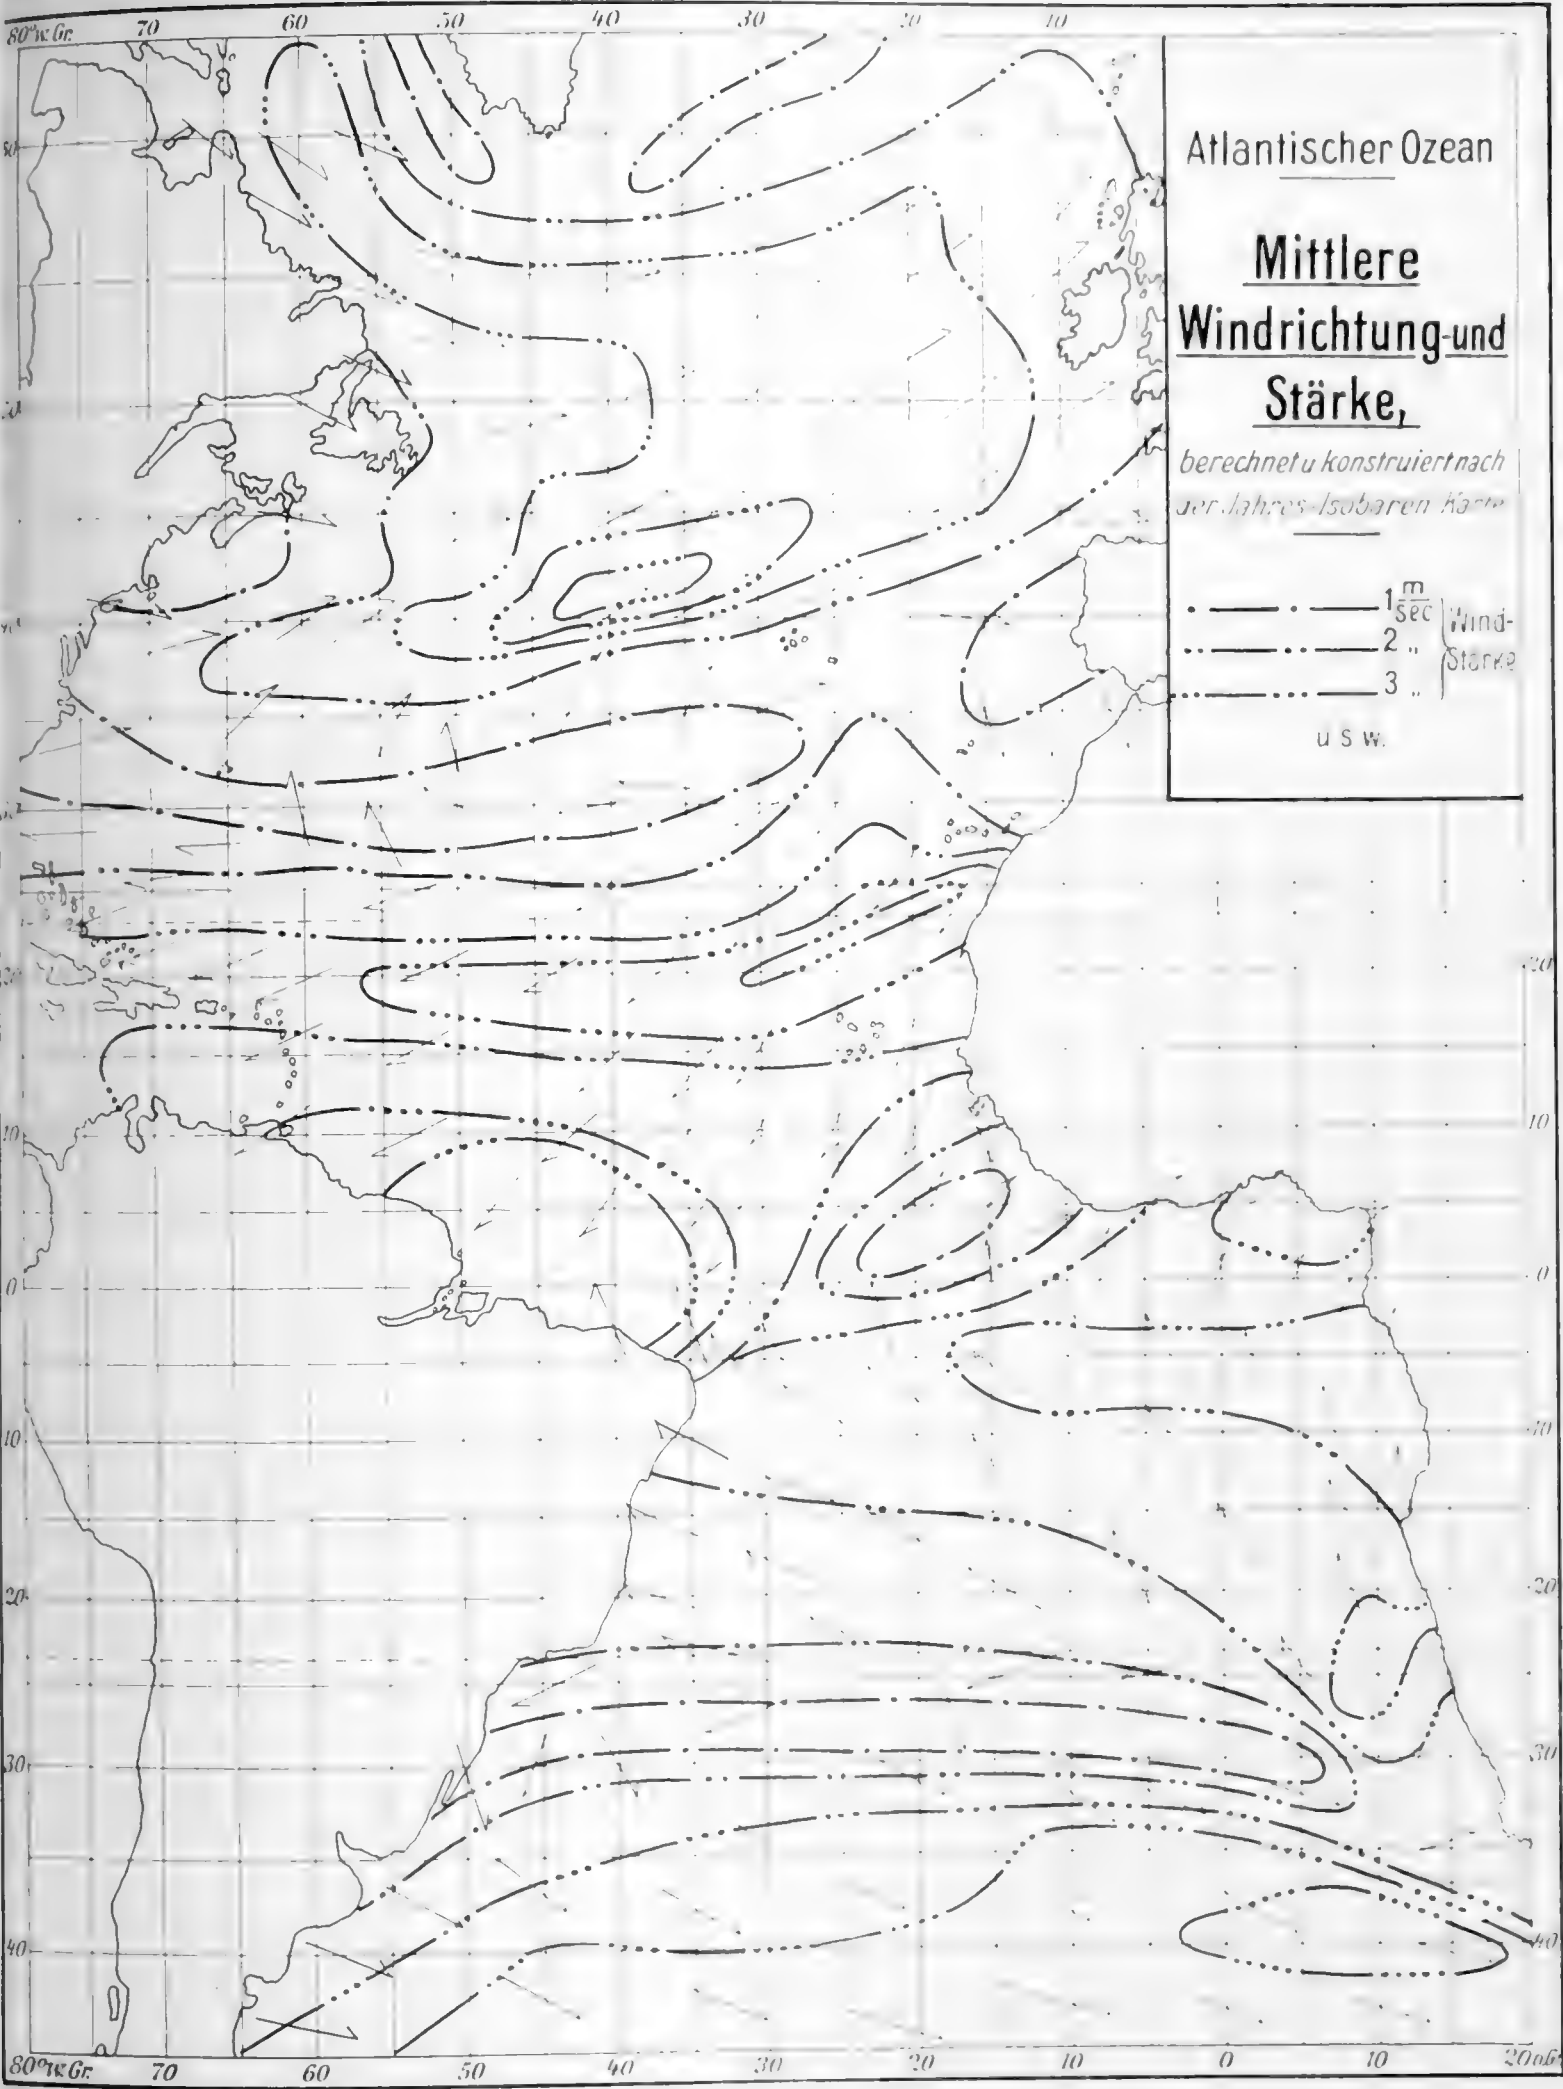 80° w. Gr. 70 60 50 40 30 20 10
Atlantischer Ozean
Mittlere
Windrichtung-und
Stärke,
berechnet u konstruiert nach
der Jahres-Isobaren Karte
1 m/sec
2 "
3 "
Wind-
Stärke
u s w.
20
10 10
0 0
10 10
20 20
30 30
40 40
80° w. Gr. 70 60 50 40 30 20 10 0 10 20 o. Gr.